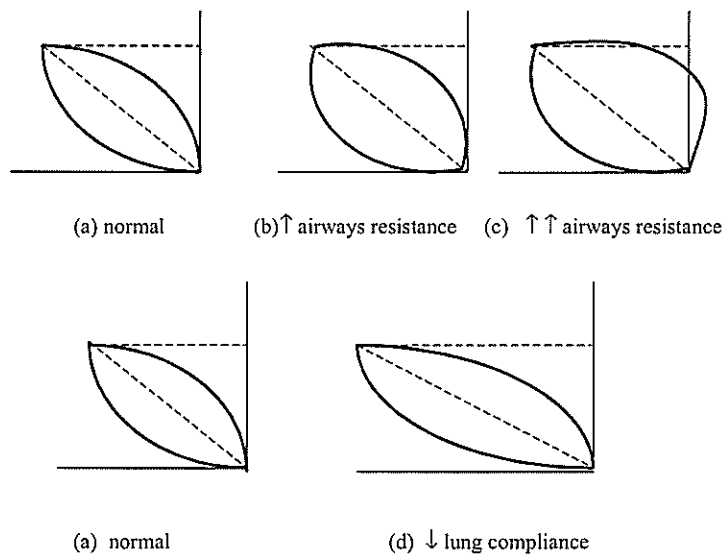 (a) normal
(b)↑ airways resistance
(c) ↑ ↑ airways resistance
(a) normal
(d) ↓ lung compliance